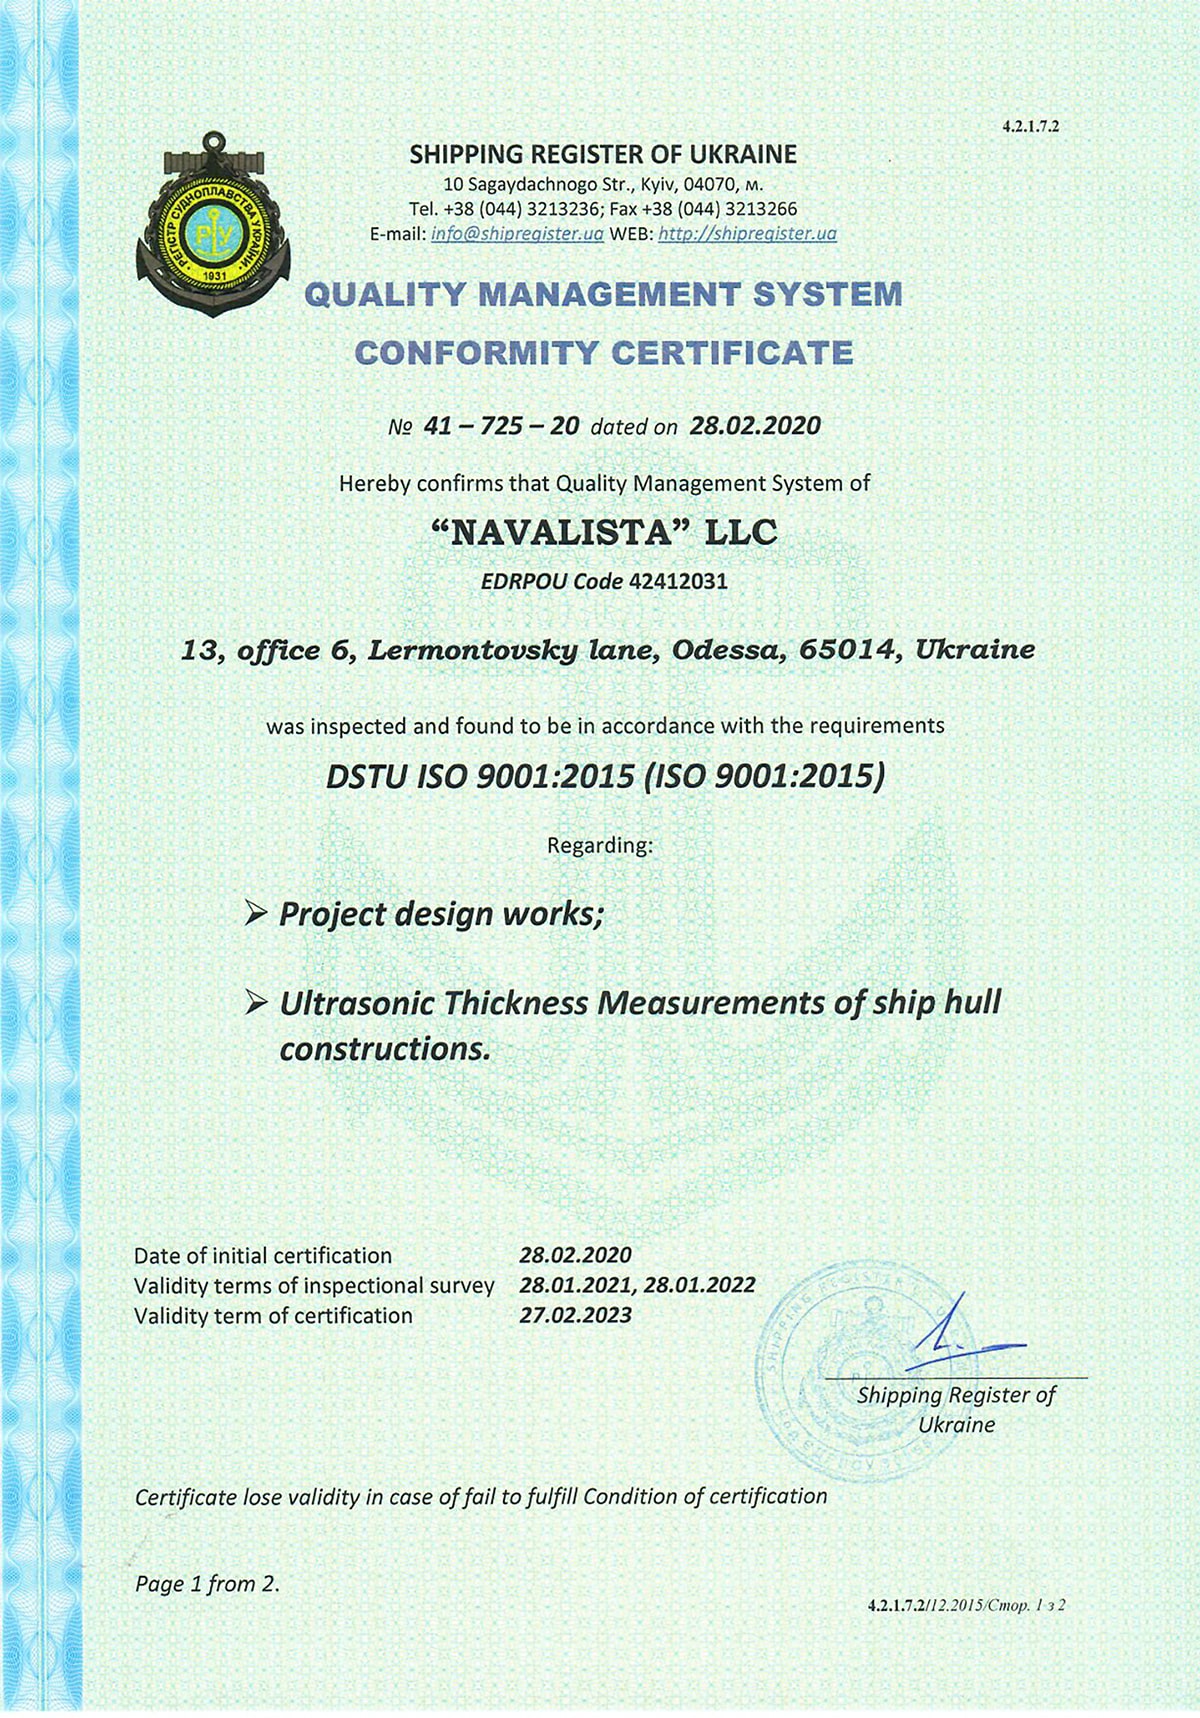 4.2.1.7.2
SHIPPING REGISTER OF UKRAINE
10 Sagaydachnogo Str., Kyiv, 04070, м.
Tel. +38 (044) 3213236; Fax +38 (044) 3213266
E-mail: info@shipregister.ua WEB: http://shipregister.ua
РЕГІСТР СУДНОПЛАВСТВА УКРАЇНИ
РУ
1931
QUALITY MANAGEMENT SYSTEM
CONFORMITY CERTIFICATE
№ 41 – 725 – 20 dated on 28.02.2020
Hereby confirms that Quality Management System of
“NAVALISTA” LLC
EDRPOU Code 42412031
13, office 6, Lermontovsky lane, Odessa, 65014, Ukraine
was inspected and found to be in accordance with the requirements
DSTU ISO 9001:2015 (ISO 9001:2015)
Regarding:
➢ Project design works;
➢ Ultrasonic Thickness Measurements of ship hull
constructions.
Date of initial certification 28.02.2020
Validity terms of inspectional survey 28.01.2021, 28.01.2022
Validity term of certification 27.02.2023
SHIPPING
Shipping Register of
Ukraine
Certificate lose validity in case of fail to fulfill Condition of certification
Page 1 from 2.
4.2.1.7.2/12.2015/Стор. 1 з 2